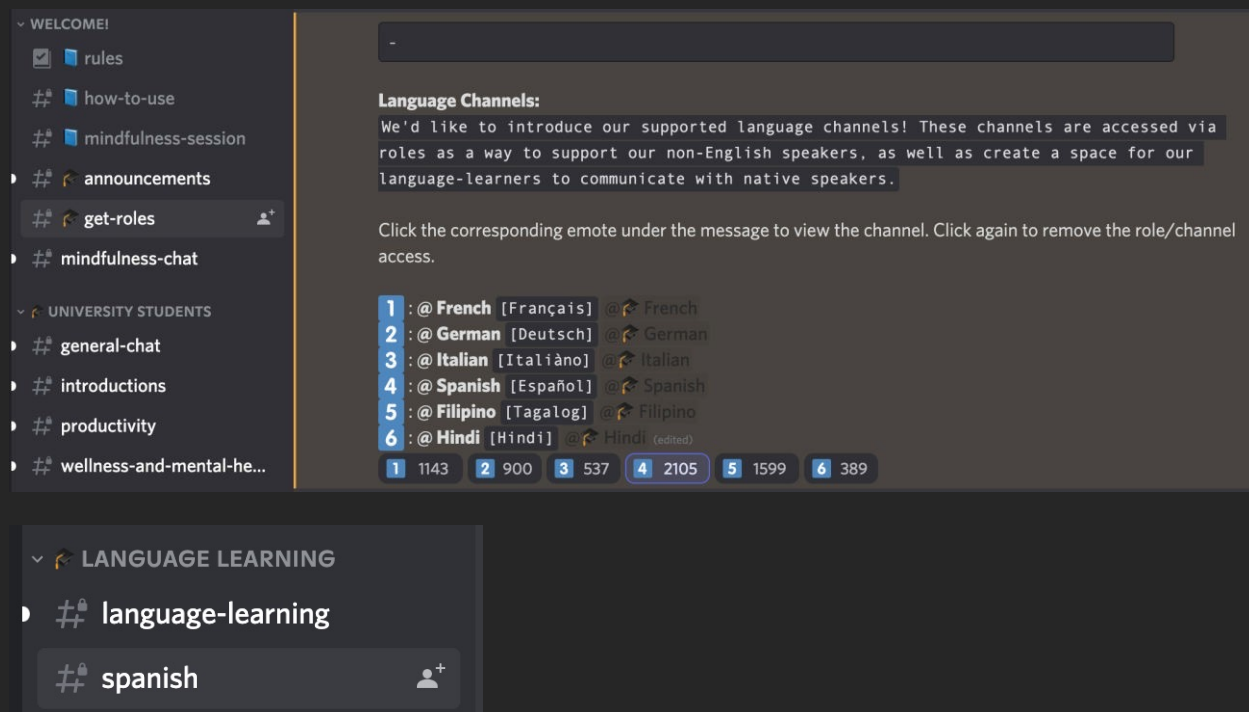 WELCOME!
rules
how-to-use
mindfulness-session
announcements
get-roles
mindfulness-chat
UNIVERSITY STUDENTS
general-chat
introductions
productivity
wellness-and-mental-he...
-
Language Channels:
We'd like to introduce our supported language channels! These channels are accessed via
roles as a way to support our non-English speakers, as well as create a space for our
language-learners to communicate with native speakers.
Click the corresponding emote under the message to view the channel. Click again to remove the role/channel
access.
1 : @ French [Français] @🎓 French
2 : @ German [Deutsch] @🎓 German
3 : @ Italian [Italiàno] @🎓 Italian
4 : @ Spanish [Español] @🎓 Spanish
5 : @ Filipino [Tagalog] @🎓 Filipino
6 : @ Hindi [Hindi] @🎓 Hindi (edited)
1 1143 2 900 3 537 4 2105 5 1599 6 389
LANGUAGE LEARNING
language-learning
spanish